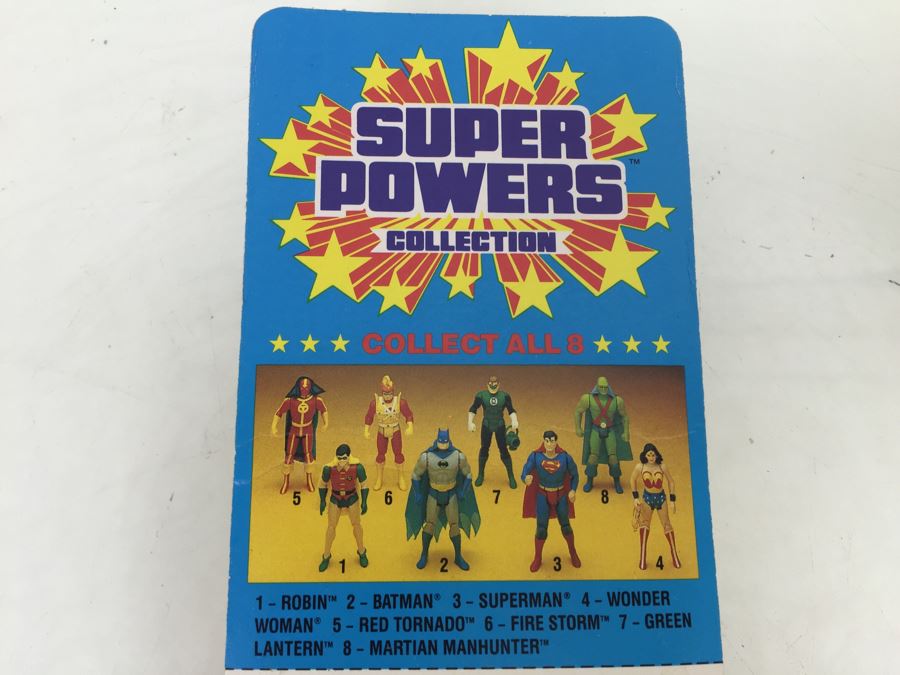 SUPER
POWERS™
COLLECTION
COLLECT ALL 8
5 6 7 8
1 2 3 4
1 - ROBIN™ 2 - BATMAN® 3 - SUPERMAN® 4 - WONDER
WOMAN® 5 - RED TORNADO™ 6 - FIRE STORM™ 7 - GREEN
LANTERN™ 8 - MARTIAN MANHUNTER™